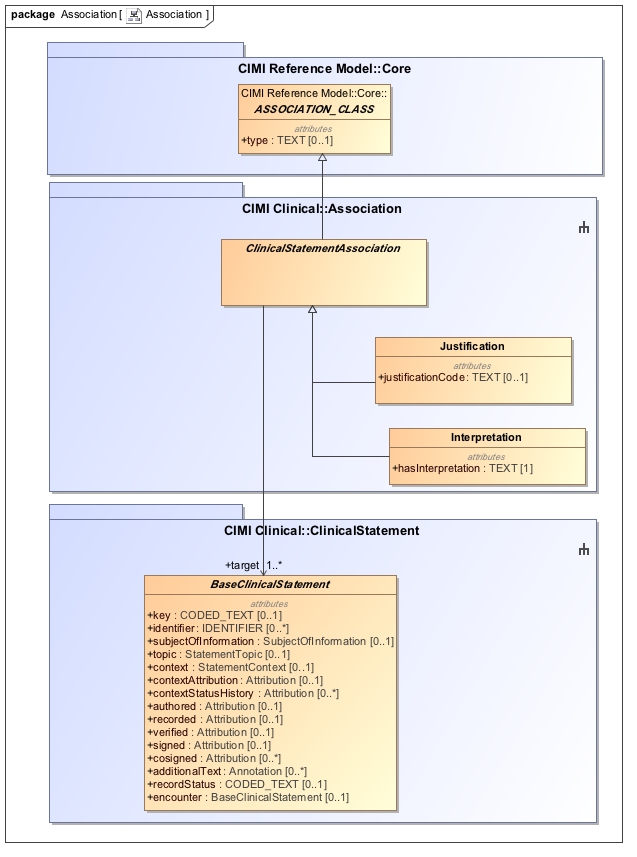 package Association [ Association ]
CIMI Reference Model::Core
CIMI Reference Model::Core::
ASSOCIATION_CLASS
attributes
+type : TEXT [0..1]
CIMI Clinical::Association
ClinicalStatementAssociation
Justification
attributes
+justificationCode : TEXT [0..1]
Interpretation
attributes
+hasInterpretation : TEXT [1]
CIMI Clinical::ClinicalStatement
+target 1..*
BaseClinicalStatement
attributes
+key : CODED_TEXT [0..1]
+identifier : IDENTIFIER [0..*]
+subjectOfInformation : SubjectOfInformation [0..1]
+topic : StatementTopic [0..1]
+context : StatementContext [0..1]
+contextAttribution : Attribution [0..1]
+contextStatusHistory : Attribution [0..*]
+authored : Attribution [0..1]
+recorded : Attribution [0..1]
+verified : Attribution [0..1]
+signed : Attribution [0..1]
+cosigned : Attribution [0..*]
+additionalText : Annotation [0..*]
+recordStatus : CODED_TEXT [0..1]
+encounter : BaseClinicalStatement [0..1]